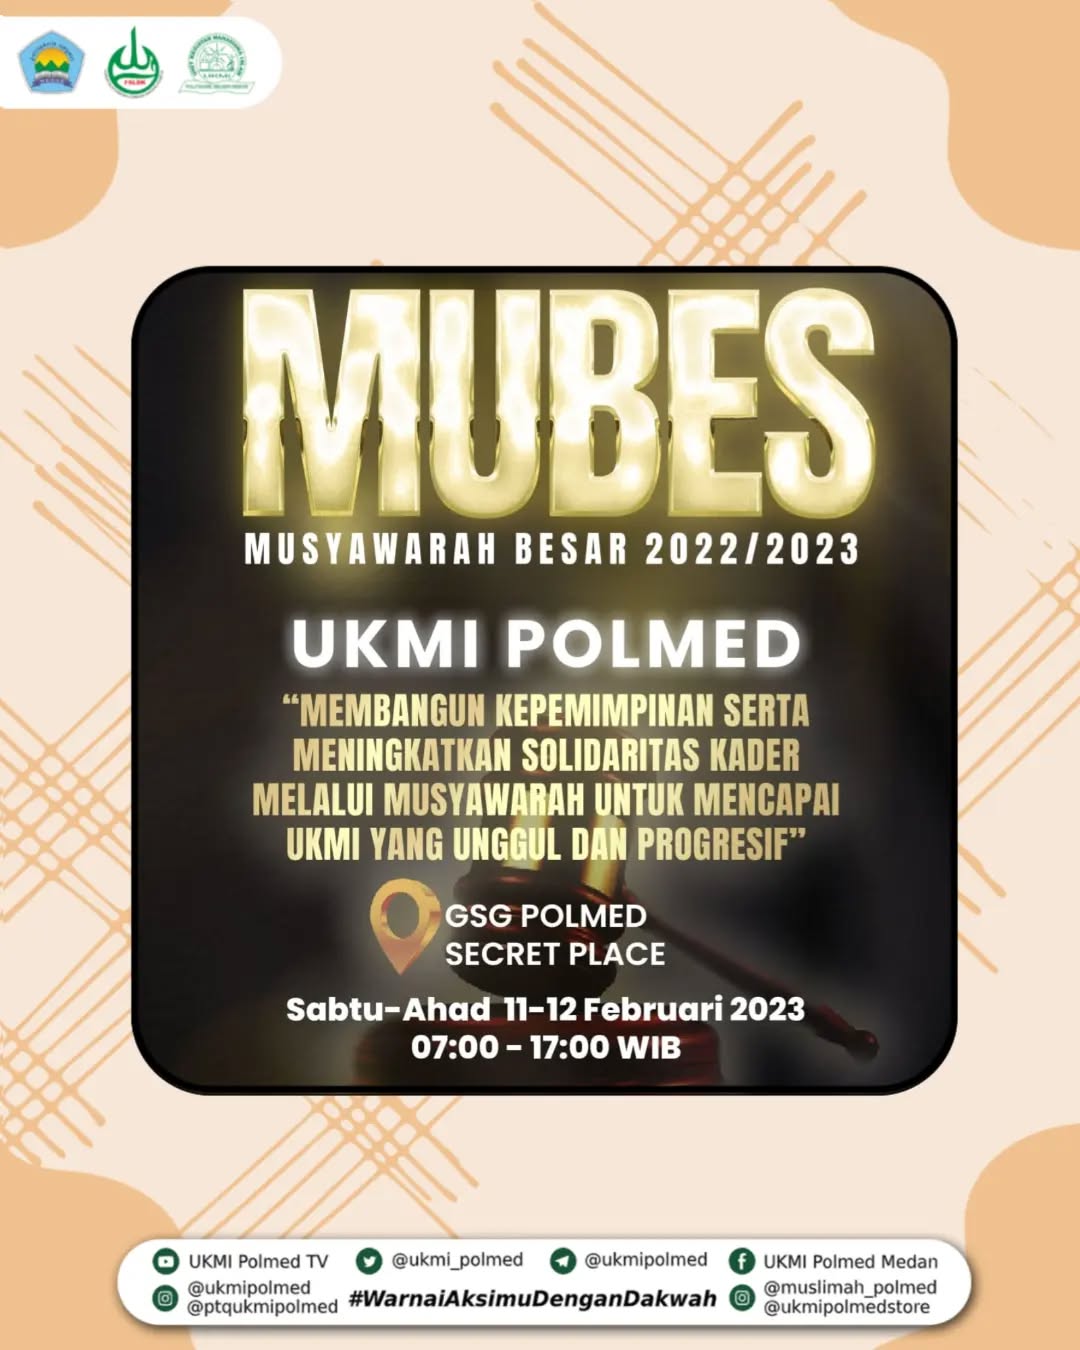 MUBES
MUSYAWARAH BESAR 2022/2023
UKMI POLMED
“MEMBANGUN KEPEMIMPINAN SERTA
MENINGKATKAN SOLIDARITAS KADER
MELALUI MUSYAWARAH UNTUK MENCAPAI
UKMI YANG UNGGUL DAN PROGRESIF”
GSG POLMED
SECRET PLACE
Sabtu-Ahad 11-12 Februari 2023
07:00 - 17:00 WIB
UKMI Polmed TV
@ukmi_polmed
@ukmipolmed
UKMI Polmed Medan
@ukmipolmed
@ptqukmipolmed
#WarnaiAksimuDenganDakwah
@muslimah_polmed
@ukmipolmedstore